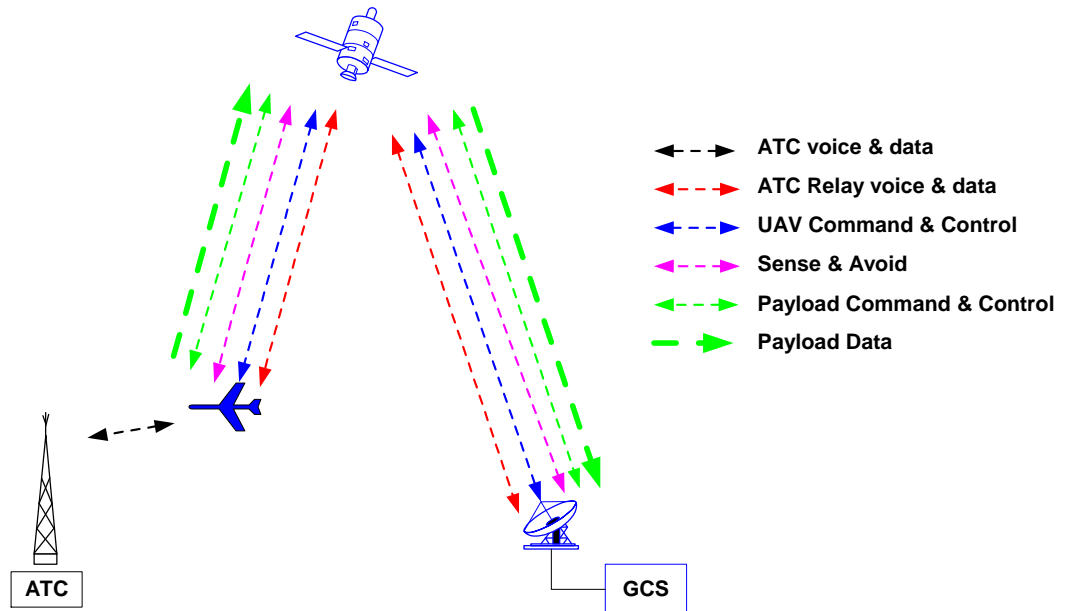 ATC voice & data
ATC Relay voice & data
UAV Command & Control
Sense & Avoid
Payload Command & Control
Payload Data
ATC
GCS